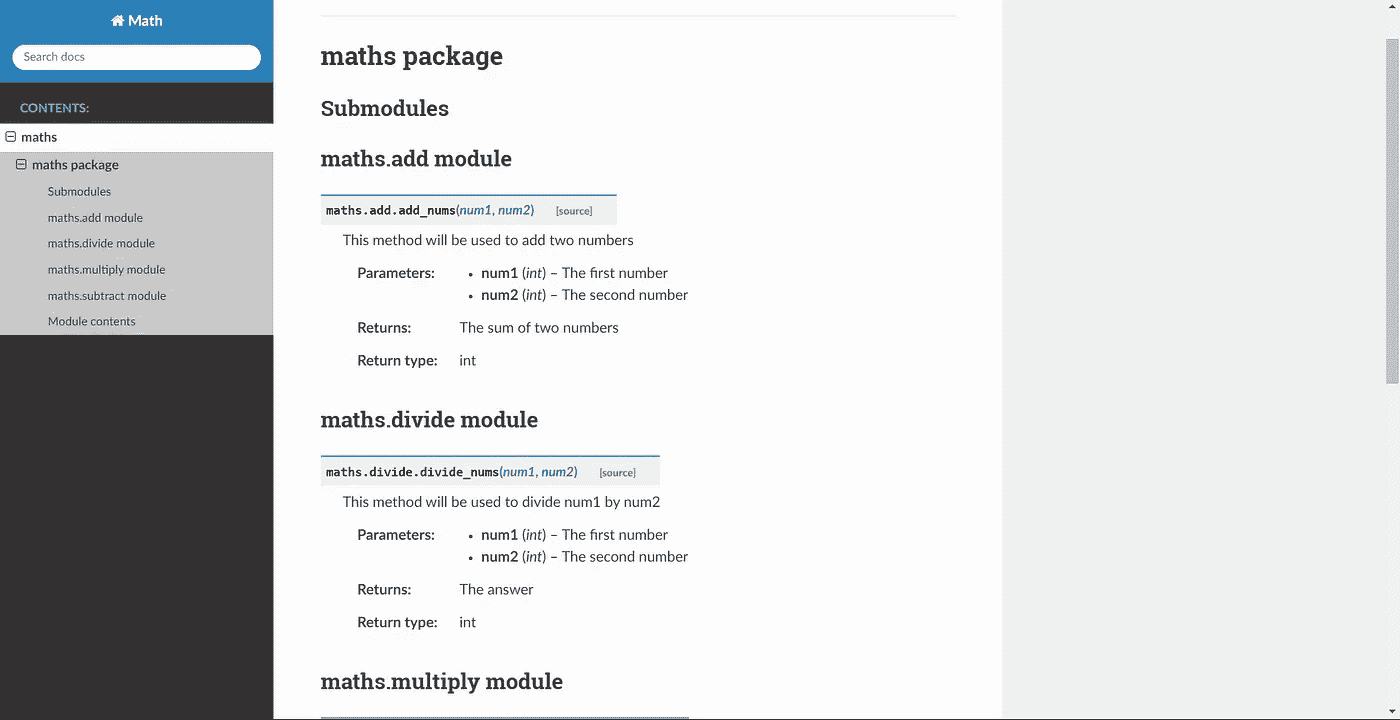 Math
Search docs
CONTENTS:
maths
maths package
Submodules
maths.add module
maths.divide module
maths.multiply module
maths.subtract module
Module contents
maths package
Submodules
maths.add module
maths.add.add_nums(num1, num2) [source]
This method will be used to add two numbers
Parameters: • num1 (int) – The first number
• num2 (int) – The second number
Returns: The sum of two numbers
Return type: int
maths.divide module
maths.divide.divide_nums(num1, num2) [source]
This method will be used to divide num1 by num2
Parameters: • num1 (int) – The first number
• num2 (int) – The second number
Returns: The answer
Return type: int
maths.multiply module